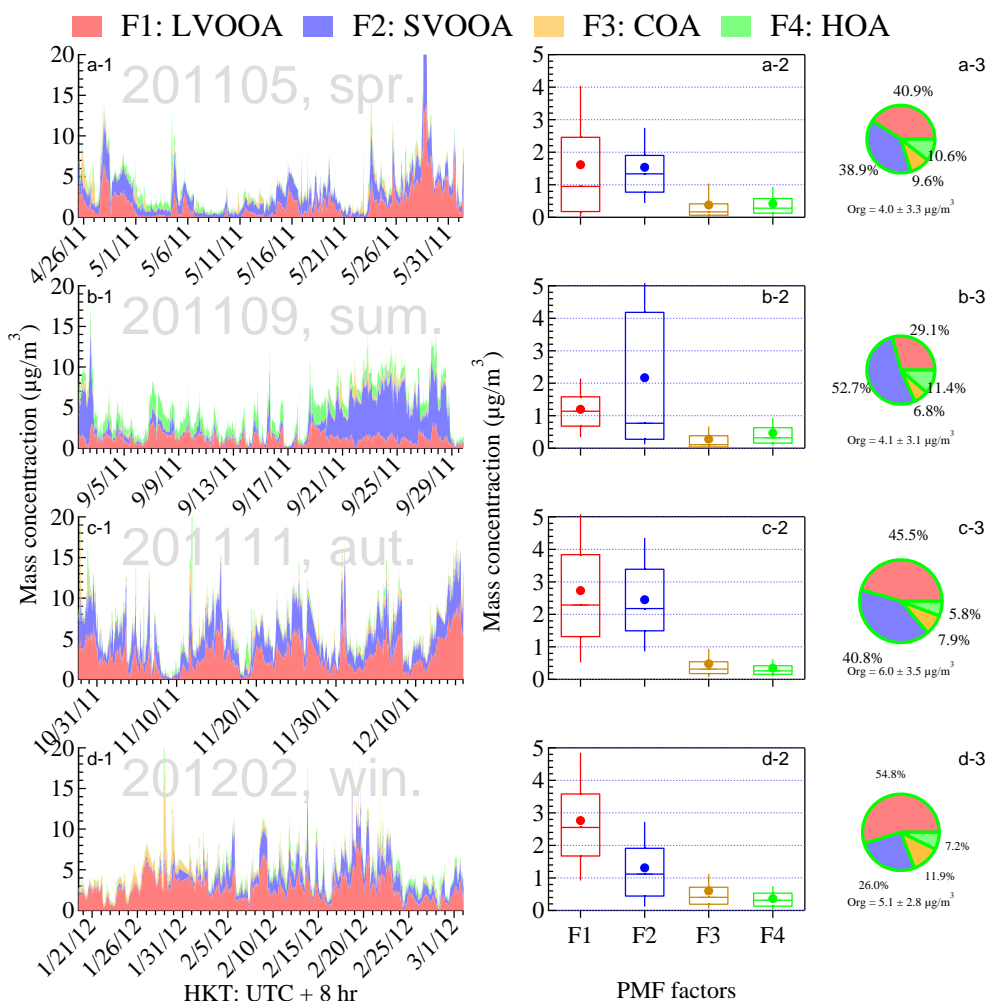 F1: LVOOA F2: SVOOA F3: COA F4: HOA
Mass concentration (µg/m³)
a-1
201105, spr.
20
15
10
5
0
4/26/11 5/1/11 5/6/11 5/11/11 5/16/11 5/21/11 5/26/11 5/31/11
b-1
201109, sum.
20
15
10
5
0
9/5/11 9/9/11 9/13/11 9/17/11 9/21/11 9/25/11 9/29/11
c-1
201111, aut.
20
15
10
5
0
10/31/11 11/10/11 11/20/11 11/30/11 12/10/11
d-1
201202, win.
20
15
10
5
0
1/21/12 1/26/12 1/31/12 2/5/12 2/10/12 2/15/12 2/20/12 2/25/12 3/1/12
HKT: UTC + 8 hr
Mass concentration (µg/m³)
a-2
5
4
3
2
1
0
b-2
5
4
3
2
1
0
c-2
5
4
3
2
1
0
d-2
5
4
3
2
1
0
F1 F2 F3 F4
PMF factors
a-3
40.9%
10.6%
38.9%
9.6%
Org = 4.0 ± 3.3 µg/m³
b-3
29.1%
52.7%
11.4%
6.8%
Org = 4.1 ± 3.1 µg/m³
c-3
45.5%
5.8%
7.9%
40.8%
Org = 6.0 ± 3.5 µg/m³
d-3
54.8%
7.2%
11.9%
26.0%
Org = 5.1 ± 2.8 µg/m³